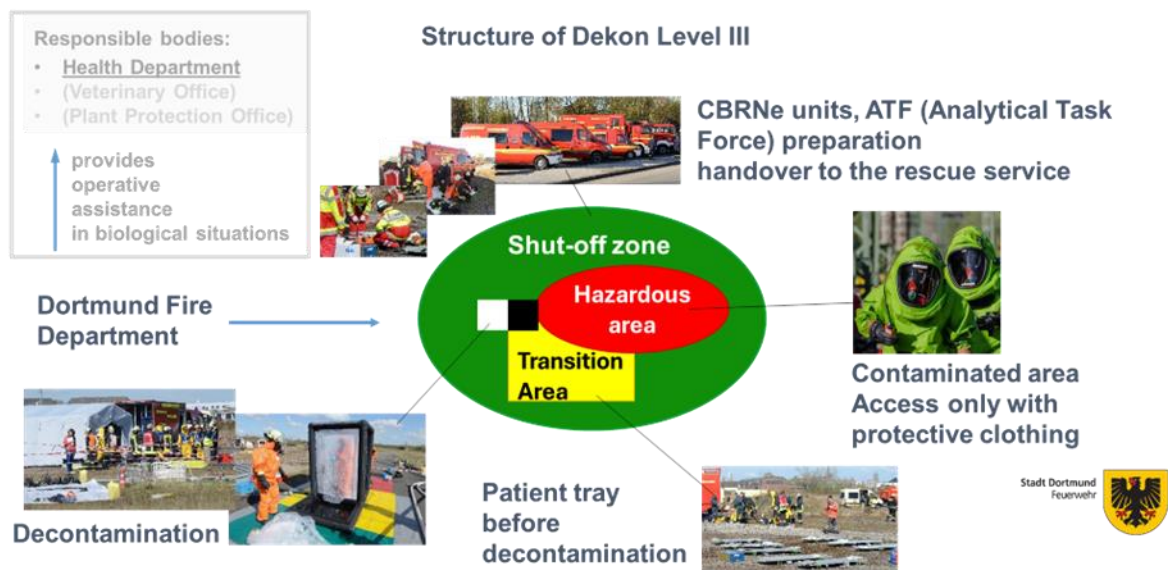 Structure of Dekon Level III
Responsible bodies:
• Health Department
• (Veterinary Office)
• (Plant Protection Office)
provides
operative
assistance
in biological situations
CBRNe units, ATF (Analytical Task
Force) preparation
handover to the rescue service
Shut-off zone
Hazardous
area
Transition
Area
Dortmund Fire
Department
Contaminated area
Access only with
protective clothing
Decontamination
Patient tray
before
decontamination
Stadt Dortmund
Feuerwehr